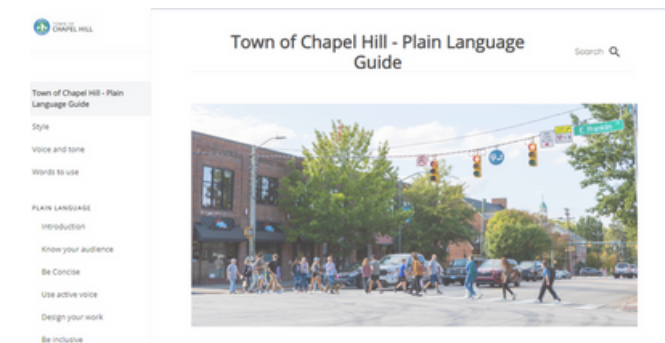 TOWN OF
CHAPEL HILL
Town of Chapel Hill - Plain Language
Guide
Search
Town of Chapel Hill - Plain
Language Guide
Style
Voice and tone
Words to use
PLAIN LANGUAGE
Introduction
Know your audience
Be Concise
Use active voice
Design your work
Be inclusive
E Franklin